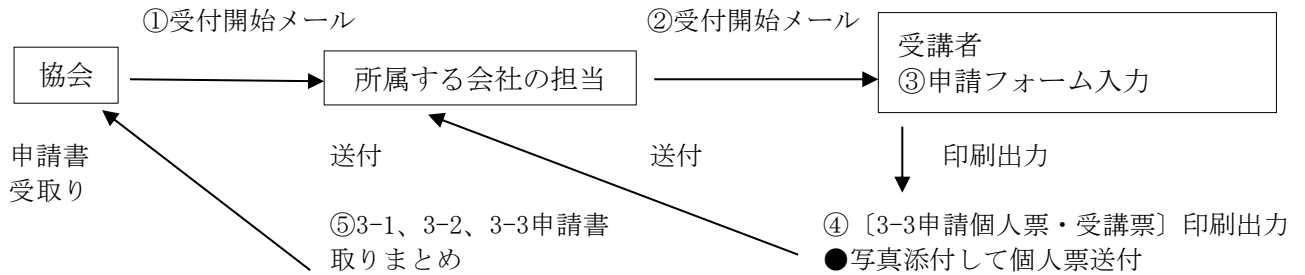 ①受付開始メール
②受付開始メール
協会
所属する会社の担当
受講者
③申請フォーム入力
申請書
受取り
送付
送付
印刷出力
⑤3-1、3-2、3-3申請書
取りまとめ
④〔3-3申請個人票・受講票〕印刷出力
●写真添付して個人票送付